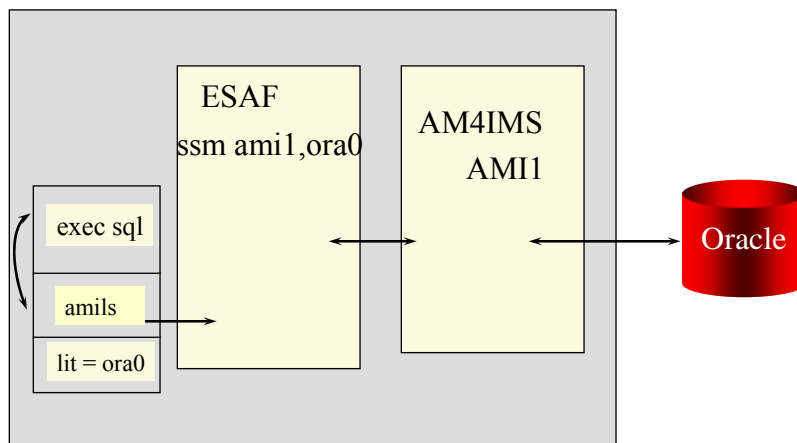 ESAF
ssm ami1,ora0
AM4IMS
AMI1
exec sql
amils
lit = ora0
Oracle